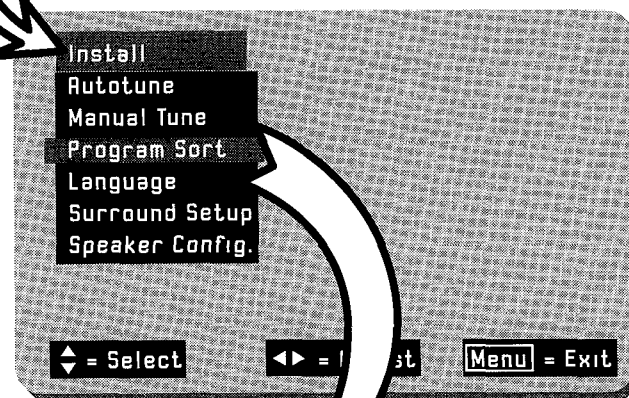 Install
Autotune
Manual Tune
Program Sort
Language
Surround Setup
Speaker Config.
= Select = Menu = Exit